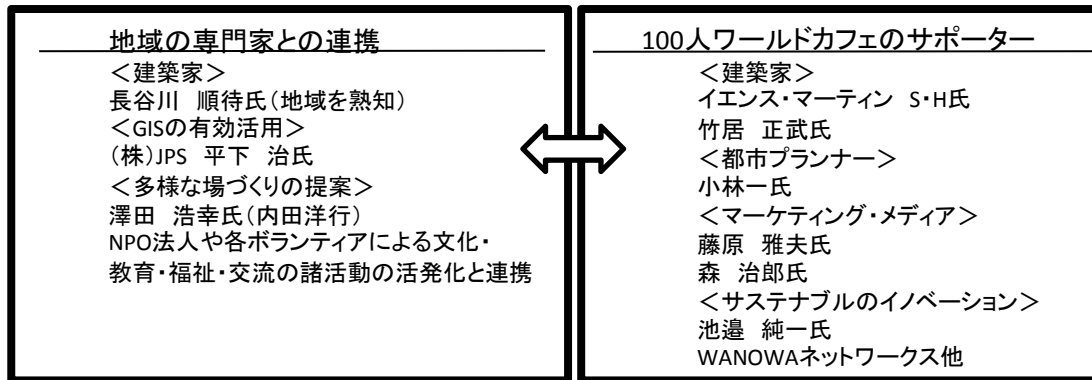 地域の専門家との連携
＜建築家＞
長谷川　順待氏（地域を熟知）
＜GISの有効活用＞
（株）JPS　平下　治氏
＜多様な場づくりの提案＞
澤田　浩幸氏（内田洋行）
NPO法人や各ボランティアによる文化・
教育・福祉・交流の諸活動の活発化と連携
100人ワールドカフェのサポーター
＜建築家＞
イエンス・マーティン　S・H氏
竹居　正武氏
＜都市プランナー＞
小林一氏
＜マーケティング・メディア＞
藤原　雅夫氏
森　治郎氏
＜サステナブルのイノベーション＞
池邉　純一氏
WANOWAネットワークス他